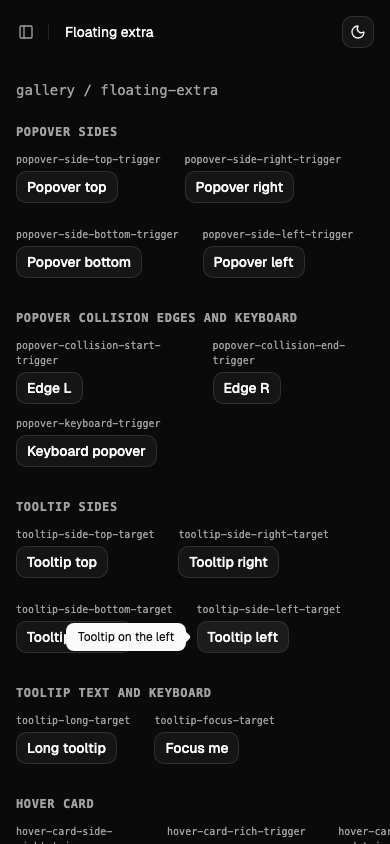 Floating extra
gallery / floating-extra
POPOVER SIDES
popover-side-top-trigger popover-side-right-trigger
Popover top Popover right
popover-side-bottom-trigger popover-side-left-trigger
Popover bottom Popover left
POPOVER COLLISION EDGES AND KEYBOARD
popover-collision-start- popover-collision-end-
trigger trigger
Edge L Edge R
popover-keyboard-trigger
Keyboard popover
TOOLTIP SIDES
tooltip-side-top-target tooltip-side-right-target
Tooltip top Tooltip right
tooltip-side-bottom-target tooltip-side-left-target
Tooltip on the left Tooltip left
TOOLTIP TEXT AND KEYBOARD
tooltip-long-target tooltip-focus-target
Long tooltip Focus me
HOVER CARD
hover-card-side- hover-card-rich-trigger hover-car